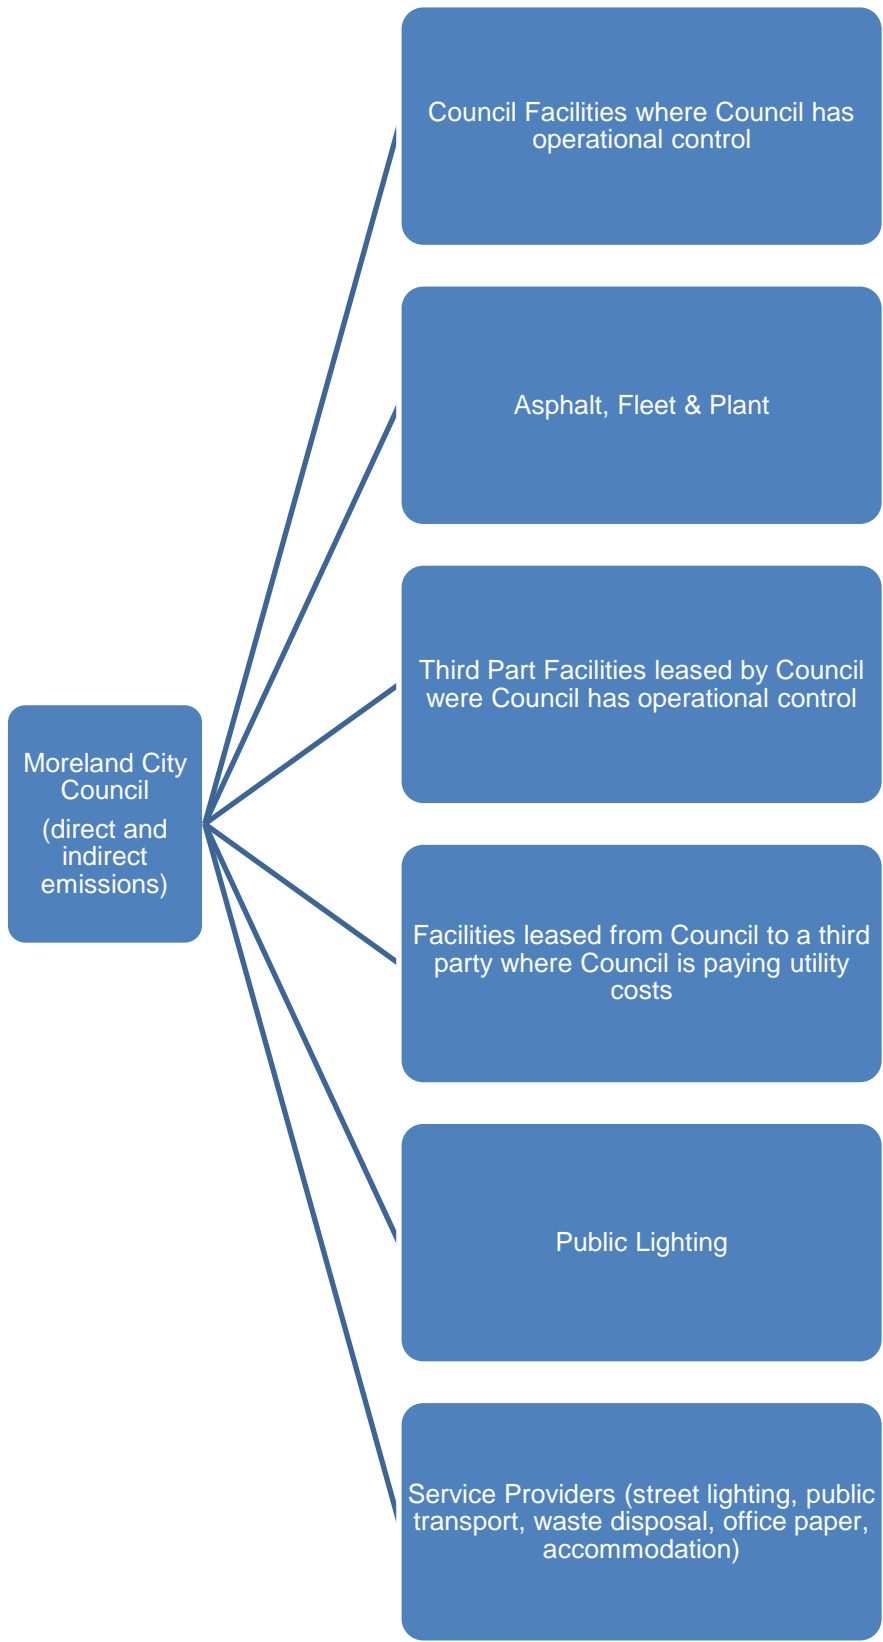 Council Facilities where Council has
operational control
Asphalt, Fleet & Plant
Third Part Facilities leased by Council
were Council has operational control
Moreland City
Council
(direct and
indirect
emissions)
Facilities leased from Council to a third
party where Council is paying utility
costs
Public Lighting
Service Providers (street lighting, public
transport, waste disposal, office paper,
accommodation)